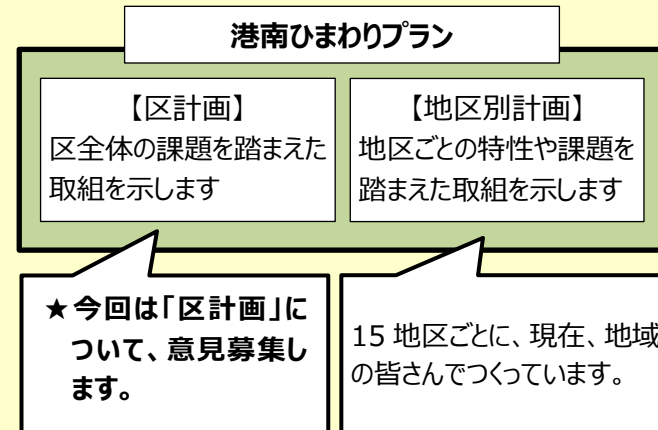 港南ひまわりプラン
【区計画】
区全体の課題を踏まえた
取組を示します
【地区別計画】
地区ごとの特性や課題を
踏まえた取組を示します
★今回は「区計画」に
ついて、意見募集し
ます。
15 地区ごとに、現在、地域
の皆さんでつくっています。